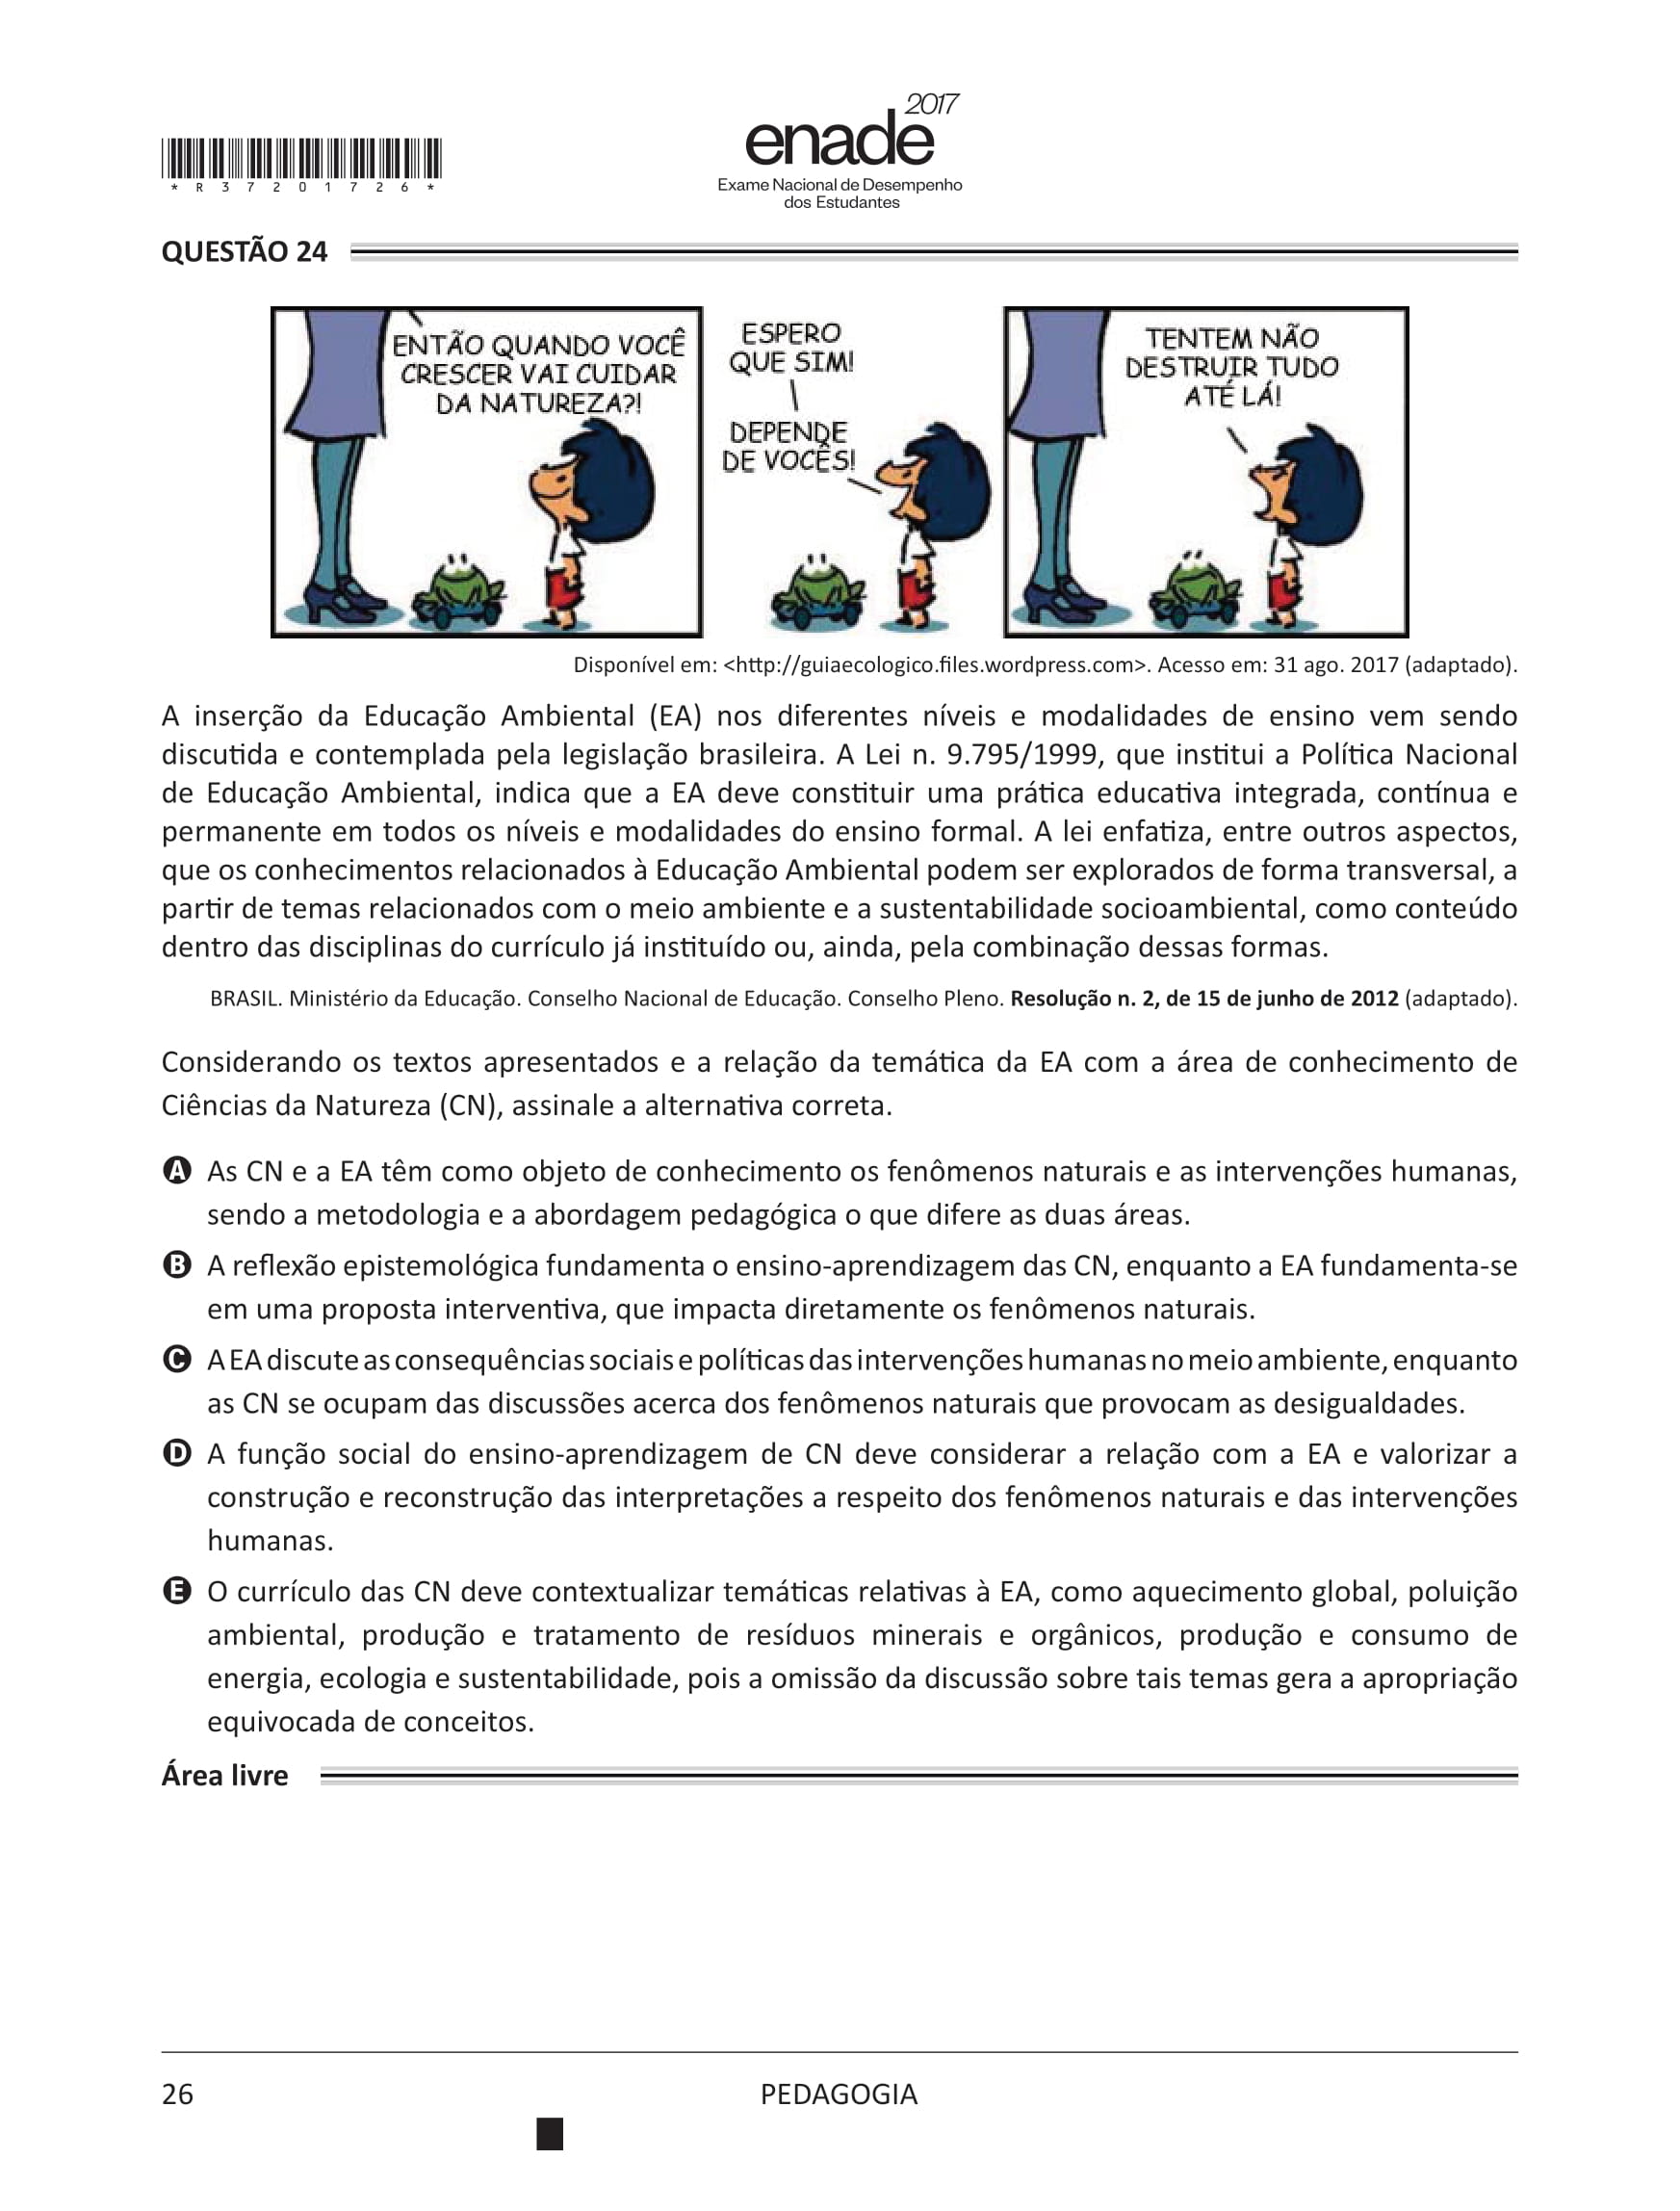 2017
enade
Exame Nacional de Desempenho
dos Estudantes
* R 3 7 2 0 1 7 2 6 *
QUESTÃO 24
ENTÃO QUANDO VOCÊ
CRESCER VAI CUIDAR
DA NATUREZA?!
ESPERO
QUE SIM!
DEPENDE
DE VOCÊS!
TENTEM NÃO
DESTRUIR TUDO
ATÉ LÁ!
Disponível em: <http://guiaecologico.files.wordpress.com>. Acesso em: 31 ago. 2017 (adaptado).
A inserção da Educação Ambiental (EA) nos diferentes níveis e modalidades de ensino vem sendo
discutida e contemplada pela legislação brasileira. A Lei n. 9.795/1999, que institui a Política Nacional
de Educação Ambiental, indica que a EA deve constituir uma prática educativa integrada, contínua e
permanente em todos os níveis e modalidades do ensino formal. A lei enfatiza, entre outros aspectos,
que os conhecimentos relacionados à Educação Ambiental podem ser explorados de forma transversal, a
partir de temas relacionados com o meio ambiente e a sustentabilidade socioambiental, como conteúdo
dentro das disciplinas do currículo já instituído ou, ainda, pela combinação dessas formas.
BRASIL. Ministério da Educação. Conselho Nacional de Educação. Conselho Pleno. Resolução n. 2, de 15 de junho de 2012 (adaptado).
Considerando os textos apresentados e a relação da temática da EA com a área de conhecimento de
Ciências da Natureza (CN), assinale a alternativa correta.
A As CN e a EA têm como objeto de conhecimento os fenômenos naturais e as intervenções humanas,
sendo a metodologia e a abordagem pedagógica o que difere as duas áreas.
B A reflexão epistemológica fundamenta o ensino-aprendizagem das CN, enquanto a EA fundamenta-se
em uma proposta interventiva, que impacta diretamente os fenômenos naturais.
C A EA discute as consequências sociais e políticas das intervenções humanas no meio ambiente, enquanto
as CN se ocupam das discussões acerca dos fenômenos naturais que provocam as desigualdades.
D A função social do ensino-aprendizagem de CN deve considerar a relação com a EA e valorizar a
construção e reconstrução das interpretações a respeito dos fenômenos naturais e das intervenções
humanas.
E O currículo das CN deve contextualizar temáticas relativas à EA, como aquecimento global, poluição
ambiental, produção e tratamento de resíduos minerais e orgânicos, produção e consumo de
energia, ecologia e sustentabilidade, pois a omissão da discussão sobre tais temas gera a apropriação
equivocada de conceitos.
Área livre
26
PEDAGOGIA